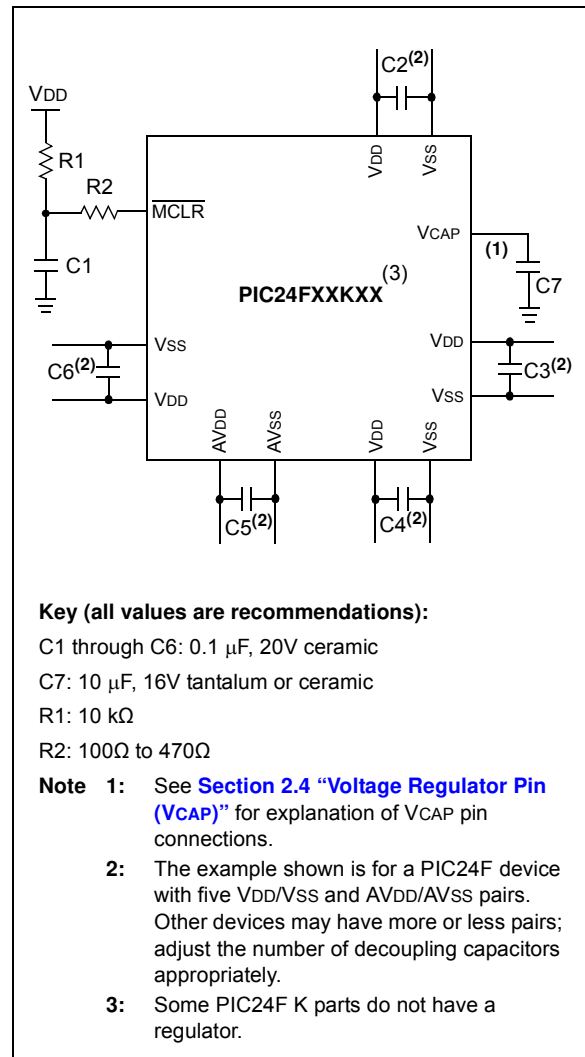 C2(2)
VDD
R1
R2
C1
VDD
VSS
MCLR
VCAP
(1)
C7
PIC24FXXKXX(3)
VSS
VDD
C6(2)
VDD
VSS
C3(2)
AVDD
AVSS
VDD
VSS
C5(2)
C4(2)
Key (all values are recommendations):
C1 through C6: 0.1 μF, 20V ceramic
C7: 10 μF, 16V tantalum or ceramic
R1: 10 kΩ
R2: 100Ω to 470Ω
Note 1: See Section 2.4 “Voltage Regulator Pin
(VCAP)” for explanation of VCAP pin
connections.
2: The example shown is for a PIC24F device
with five VDD/VSS and AVDD/AVSS pairs.
Other devices may have more or less pairs;
adjust the number of decoupling capacitors
appropriately.
3: Some PIC24F K parts do not have a
regulator.